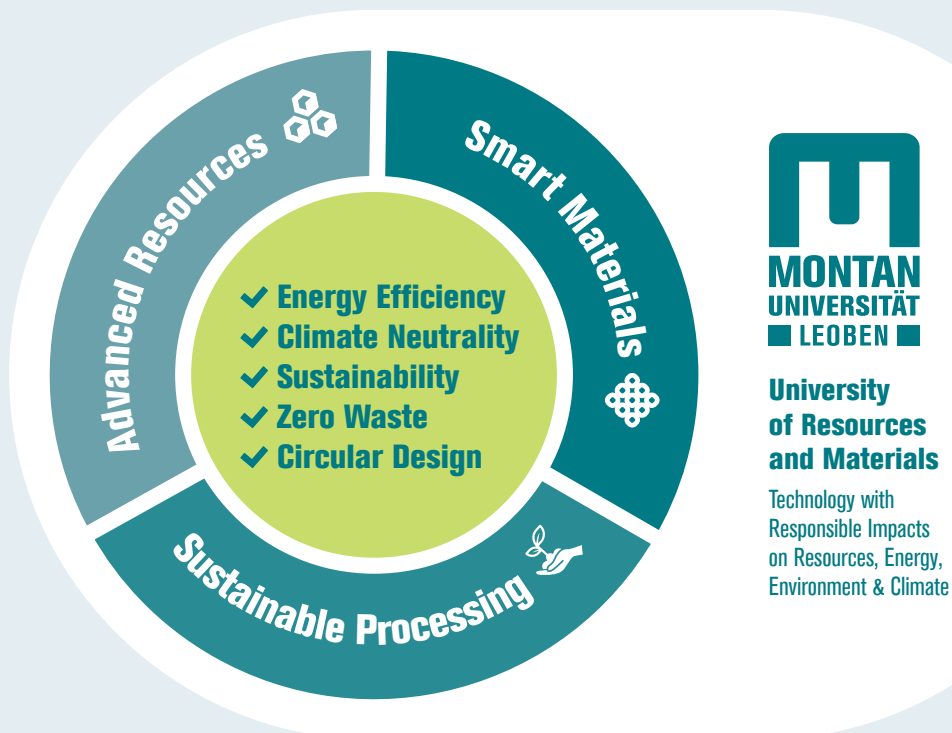 Advanced Resources
Smart Materials
Sustainable Processing
Energy Efficiency
Climate Neutrality
Sustainability
Zero Waste
Circular Design
MONTAN
UNIVERSITÄT
LEOBEN
University
of Resources
and Materials
Technology with
Responsible Impacts
on Resources, Energy,
Environment & Climate